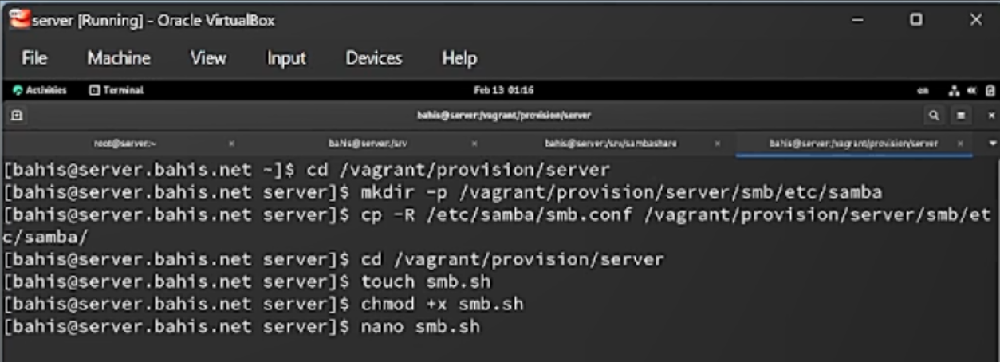 server [Running] - Oracle VirtualBox
File Machine View Input Devices Help
Activities Terminal Feb 13 01:16 en
bahis@server:/vagrant/provision/server
root@server:~ bahis@server:/srv bahis@server:/srv/sambashare bahis@server:/vagrant/provision/server
[bahis@server.bahis.net ~]$ cd /vagrant/provision/server
[bahis@server.bahis.net server]$ mkdir -p /vagrant/provision/server/smb/etc/samba
[bahis@server.bahis.net server]$ cp -R /etc/samba/smb.conf /vagrant/provision/server/smb/et
c/samba/
[bahis@server.bahis.net server]$ cd /vagrant/provision/server
[bahis@server.bahis.net server]$ touch smb.sh
[bahis@server.bahis.net server]$ chmod +x smb.sh
[bahis@server.bahis.net server]$ nano smb.sh